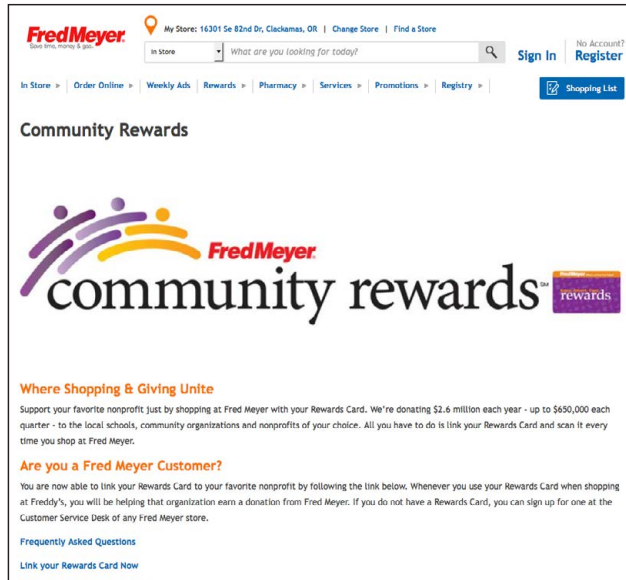 FredMeyer.
Save time, money & gas.
My Store: 16301 Se 82nd Dr, Clackamas, OR | Change Store | Find a Store
In Store
What are you looking for today?
Sign In
No Account?
Register
In Store | Order Online | Weekly Ads | Rewards | Pharmacy | Services | Promotions | Registry |
Shopping List
Community Rewards
FredMeyer
community rewards SM
FredMeyer
rewards
Where Shopping & Giving Unite
Support your favorite nonprofit just by shopping at Fred Meyer with your Rewards Card. We're donating $2.6 million each year - up to $650,000 each
quarter - to the local schools, community organizations and nonprofits of your choice. All you have to do is link your Rewards Card and scan it every
time you shop at Fred Meyer.
Are you a Fred Meyer Customer?
You are now able to link your Rewards Card to your favorite nonprofit by following the link below. Whenever you use your Rewards Card when shopping
at Freddy's, you will be helping that organization earn a donation from Fred Meyer. If you do not have a Rewards Card, you can sign up for one at the
Customer Service Desk of any Fred Meyer store.
Frequently Asked Questions
Link your Rewards Card Now